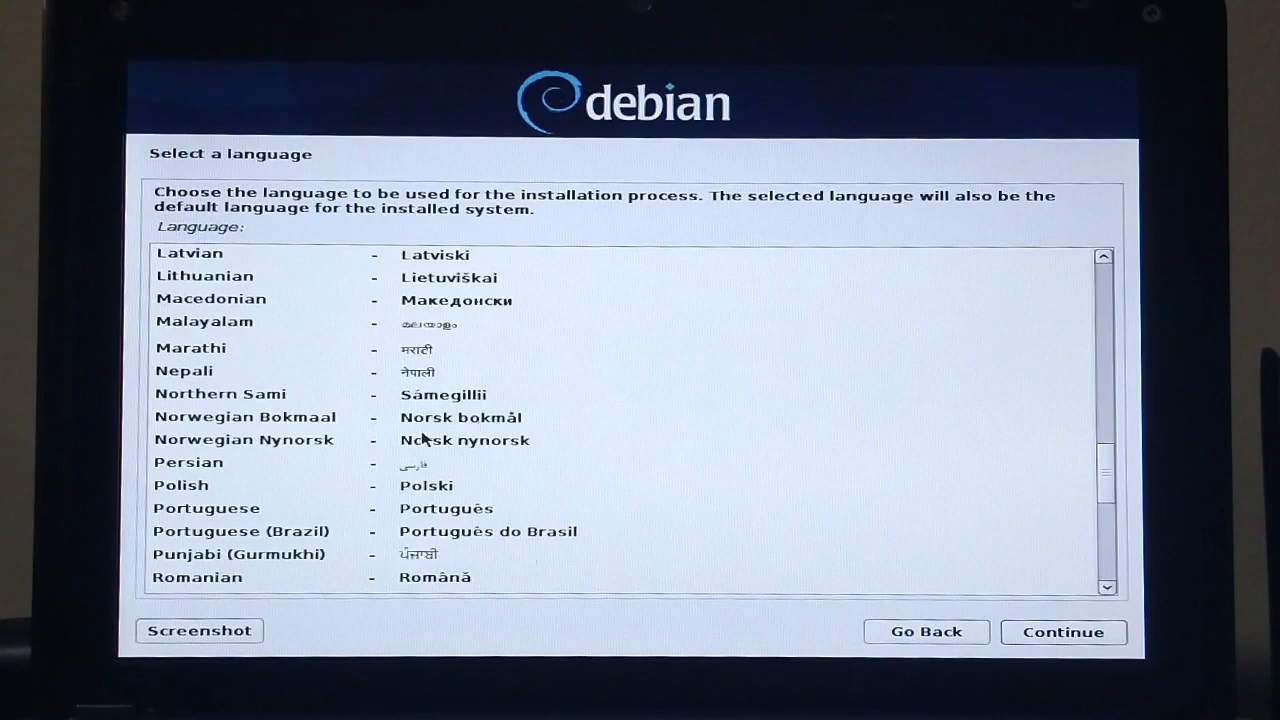 debian
Select a language
Choose the language to be used for the installation process. The selected language will also be the
default language for the installed system.
Language:
Latvian - Latviski
Lithuanian - Lietuviškai
Macedonian - Македонски
Malayalam - മലയാളം
Marathi - मराठी
Nepali - नेपाली
Northern Sami - Sámegillii
Norwegian Bokmaal - Norsk bokmål
Norwegian Nynorsk - Norsk nynorsk
Persian - فارسی
Polish - Polski
Portuguese - Português
Portuguese (Brazil) - Português do Brasil
Punjabi (Gurmukhi) - ਪੰਜਾਬੀ
Romanian - Română
Screenshot Go Back Continue